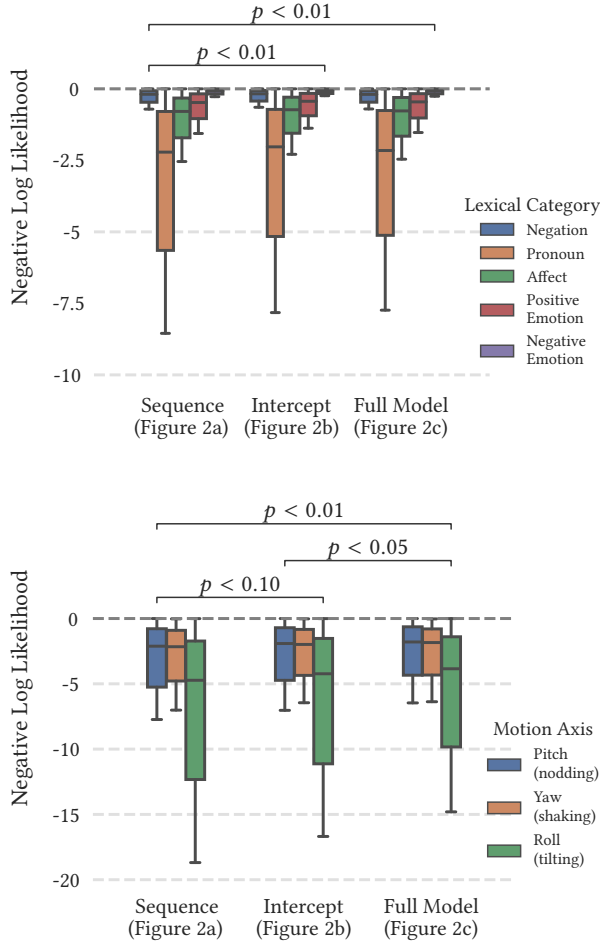 p < 0.01
p < 0.01
Negative Log Likelihood
0
-2.5
-5
-7.5
-10
Lexical Category
Negation
Pronoun
Affect
Positive
Emotion
Negative
Emotion
Sequence
(Figure 2a)
Intercept
(Figure 2b)
Full Model
(Figure 2c)
p < 0.01
p < 0.05
p < 0.10
Negative Log Likelihood
0
−5
−10
−15
−20
Motion Axis
Pitch
(nodding)
Yaw
(shaking)
Roll
(tilting)
Sequence
(Figure 2a)
Intercept
(Figure 2b)
Full Model
(Figure 2c)